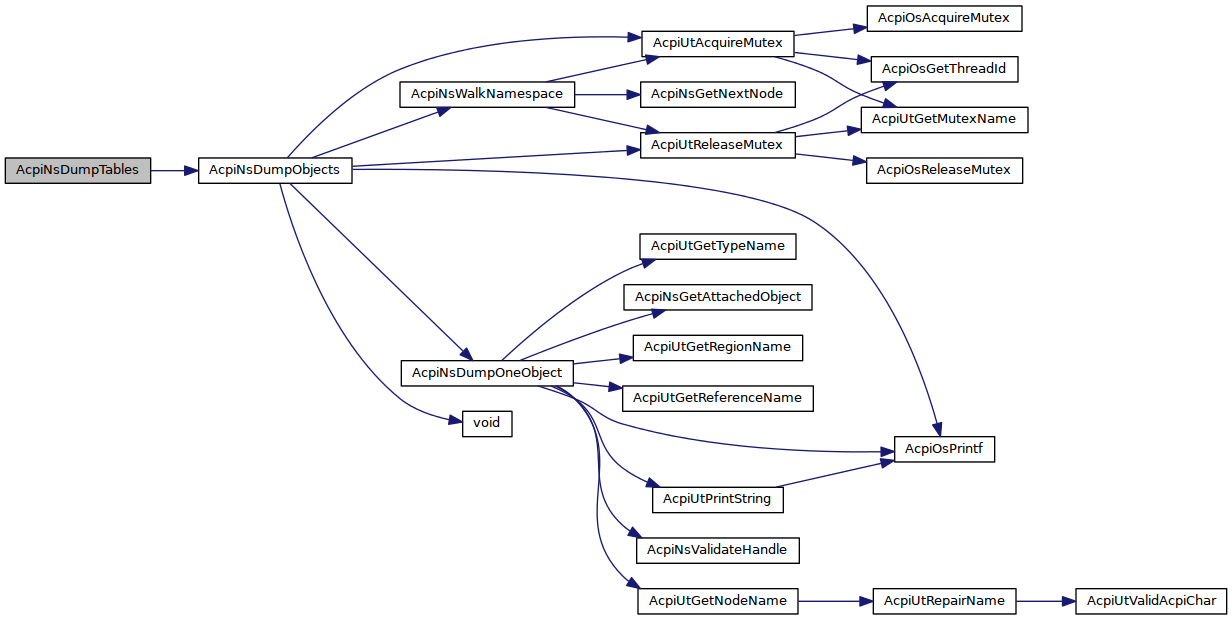 AcpiOsAcquireMutex
AcpiUtAcquireMutex
AcpiOsGetThreadId
AcpiNsWalkNamespace
AcpiNsGetNextNode
AcpiUtGetMutexName
AcpiUtReleaseMutex
AcpiNsDumpTables
AcpiNsDumpObjects
AcpiOsReleaseMutex
AcpiUtGetTypeName
AcpiNsGetAttachedObject
AcpiUtGetRegionName
AcpiNsDumpOneObject
AcpiUtGetReferenceName
void
AcpiOsPrintf
AcpiUtPrintString
AcpiNsValidateHandle
AcpiUtGetNodeName
AcpiUtRepairName
AcpiUtValidAcpiChar